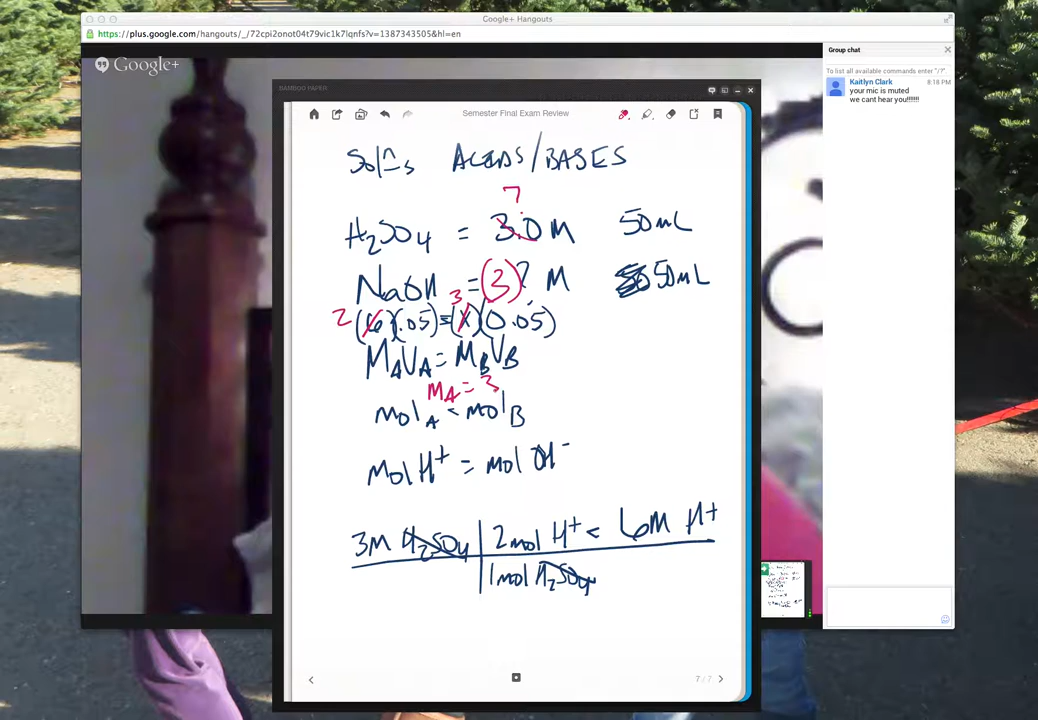 Google+ Hangouts
https://plus.google.com/hangouts/_/72cpi2onot04t79vic1k7lqnfs?v=1387343505&hl=en
Google+
Group chat
To list all available commands enter "/?"
Kaitlyn Clark 8:18 PM
your mic is muted
we cant hear you!!!!!!!
BAMBOO PAPER
Semester Final Exam Review
Soln̲s ACIDS/BASES
7
H₂SO₄ = 3.0 M 50mL
NaOH = (3)? M 50mL
2 (6)(.05) = 3 (x)(0.05)
MAVA = MBVB
MA = 3
molA = molB
mol H⁺ = mol OH⁻
3M H₂SO₄ | 2mol H⁺ = 6M H⁺
1mol H₂SO₄
7 / 7